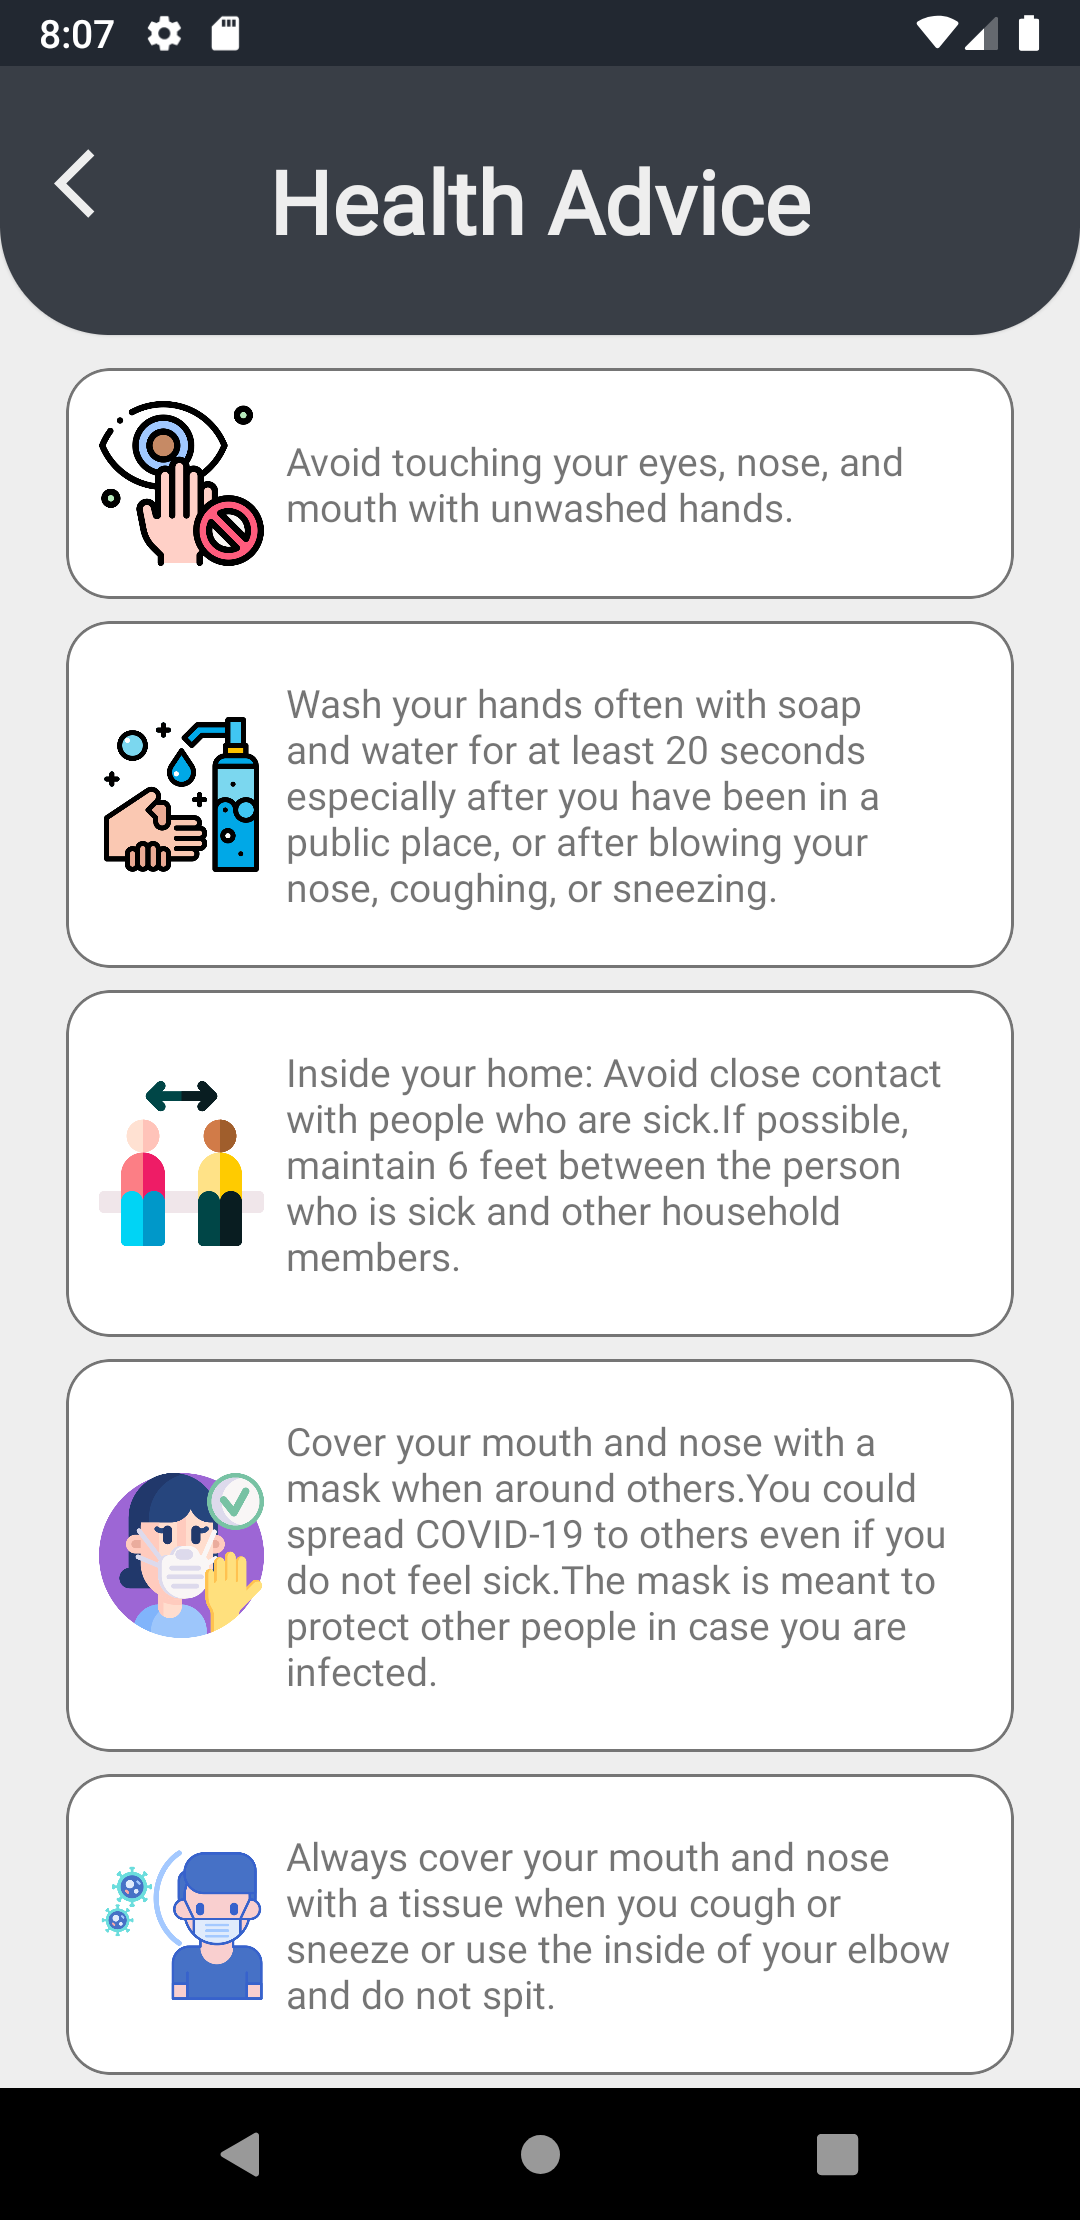 8:07
Health Advice
Avoid touching your eyes, nose, and
mouth with unwashed hands.
Wash your hands often with soap
and water for at least 20 seconds
especially after you have been in a
public place, or after blowing your
nose, coughing, or sneezing.
Inside your home: Avoid close contact
with people who are sick.If possible,
maintain 6 feet between the person
who is sick and other household
members.
Cover your mouth and nose with a
mask when around others.You could
spread COVID-19 to others even if you
do not feel sick.The mask is meant to
protect other people in case you are
infected.
Always cover your mouth and nose
with a tissue when you cough or
sneeze or use the inside of your elbow
and do not spit.